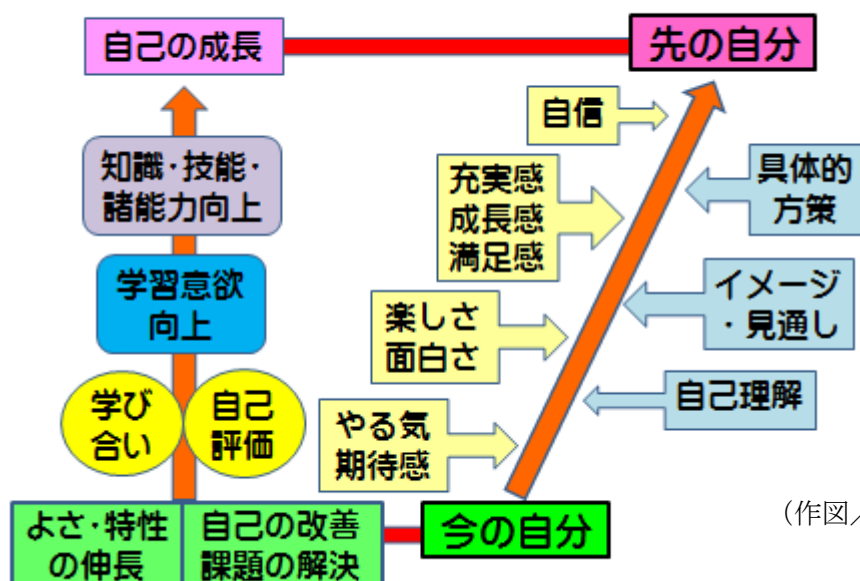 自己の成長
先の自分
自信
知識・技能・
諸能力向上
充実感
成長感
満足感
具体的
方策
学習意欲
向上
イメージ
・見通し
楽しさ
面白さ
自己理解
学び
合い
自己
評価
やる気
期待感
よさ・特性
の伸長
自己の改善
課題の解決
今の自分
（作図／